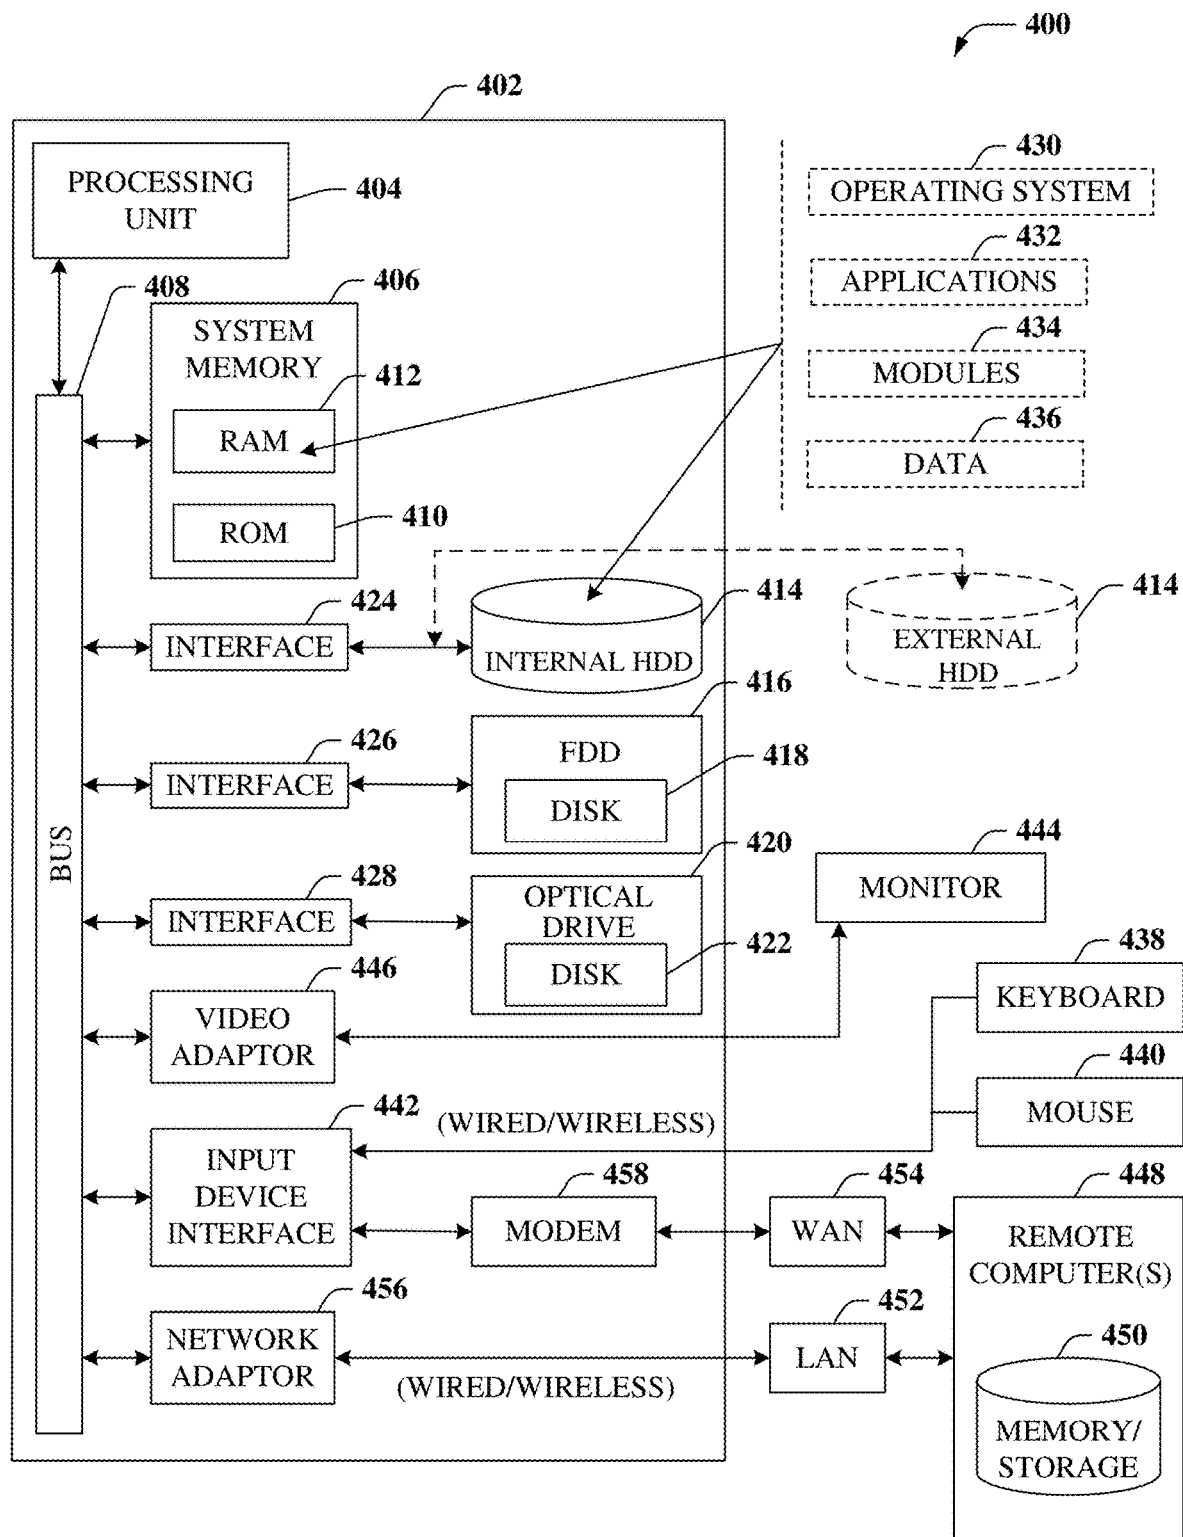 400
402
PROCESSING
UNIT
404
430
OPERATING SYSTEM
408
406
432
APPLICATIONS
SYSTEM
MEMORY
412
434
MODULES
RAM
436
DATA
ROM
410
424
414
414
INTERFACE
INTERNAL HDD
EXTERNAL
HDD
416
426
FDD
418
INTERFACE
DISK
BUS
420
444
428
OPTICAL
DRIVE
MONITOR
INTERFACE
422
438
DISK
446
KEYBOARD
VIDEO
ADAPTOR
440
442
(WIRED/WIRELESS)
MOUSE
INPUT
DEVICE
INTERFACE
458
454
448
MODEM
WAN
REMOTE
COMPUTER(S)
456
452
NETWORK
ADAPTOR
LAN
450
(WIRED/WIRELESS)
MEMORY/
STORAGE